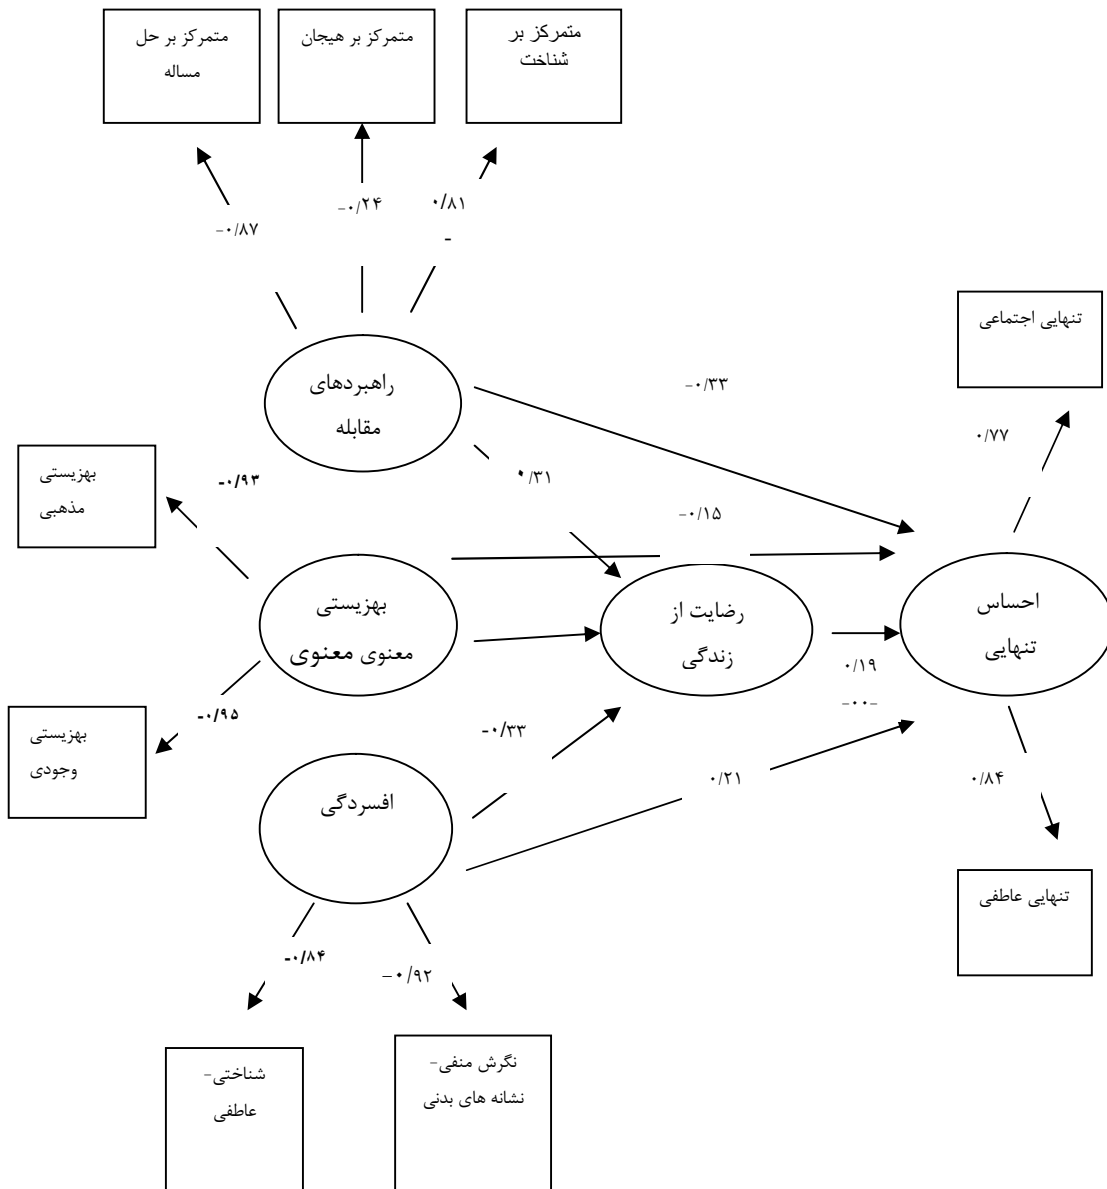 متمرکز بر حل
مساله
متمرکز بر هیجان
متمرکز بر
شناخت
-۰/۸۷
-۰/۲۴
۰/۸۱
-
راهبردهای
مقابله
-۰/۳۳
۰/۳۱
تنهایی اجتماعی
۰/۷۷
بهزیستی
مذهبی
-۰/۹۳
-۰/۱۵
بهزیستی
معنوی معنوی
رضایت از
زندگی
احساس
تنهایی
۰/۱۹
-۰۰-
بهزیستی
وجودی
-۰/۹۵
-۰/۳۳
۰/۲۱
۰/۸۴
افسردگی
تنهایی عاطفی
-۰/۸۴
-۰/۹۲
شناختی-
عاطفی
نگرش منفی-
نشانه های بدنی